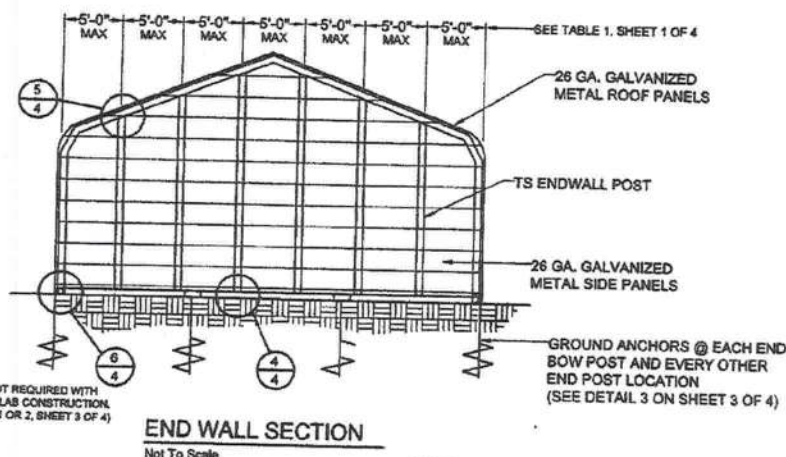 5'-0" 5'-0" 5'-0" 5'-0" 5'-0" 5'-0" 5'-0"
MAX MAX MAX MAX MAX MAX MAX
SEE TABLE 1, SHEET 1 OF 4
26 GA. GALVANIZED
METAL ROOF PANELS
5
4
TS ENDWALL POST
26 GA. GALVANIZED
METAL SIDE PANELS
6
4
4
4
GROUND ANCHORS @ EACH END
BOW POST AND EVERY OTHER
END POST LOCATION
(SEE DETAIL 3 ON SHEET 3 OF 4)
REQUIRED WITH
CONSTRUCTION.
OR 2, SHEET 3 OF 4)
END WALL SECTION
Not To Scale